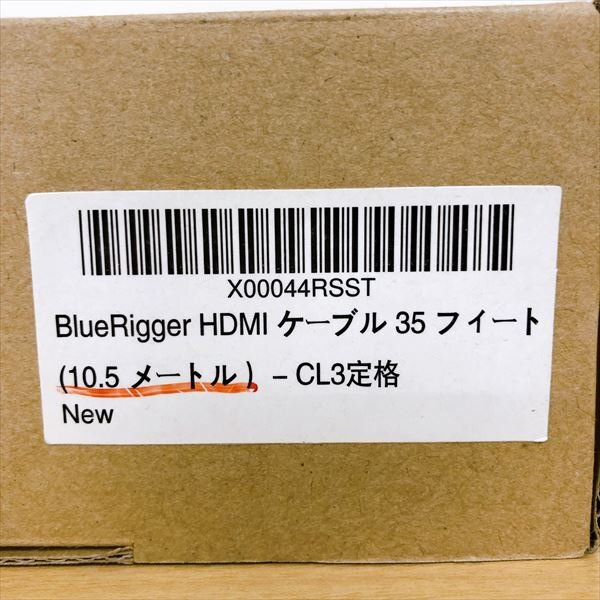 X00044RSST
BlueRigger HDMI ケーブル 35 フィート
(10.5 メートル ) – CL3定格
New